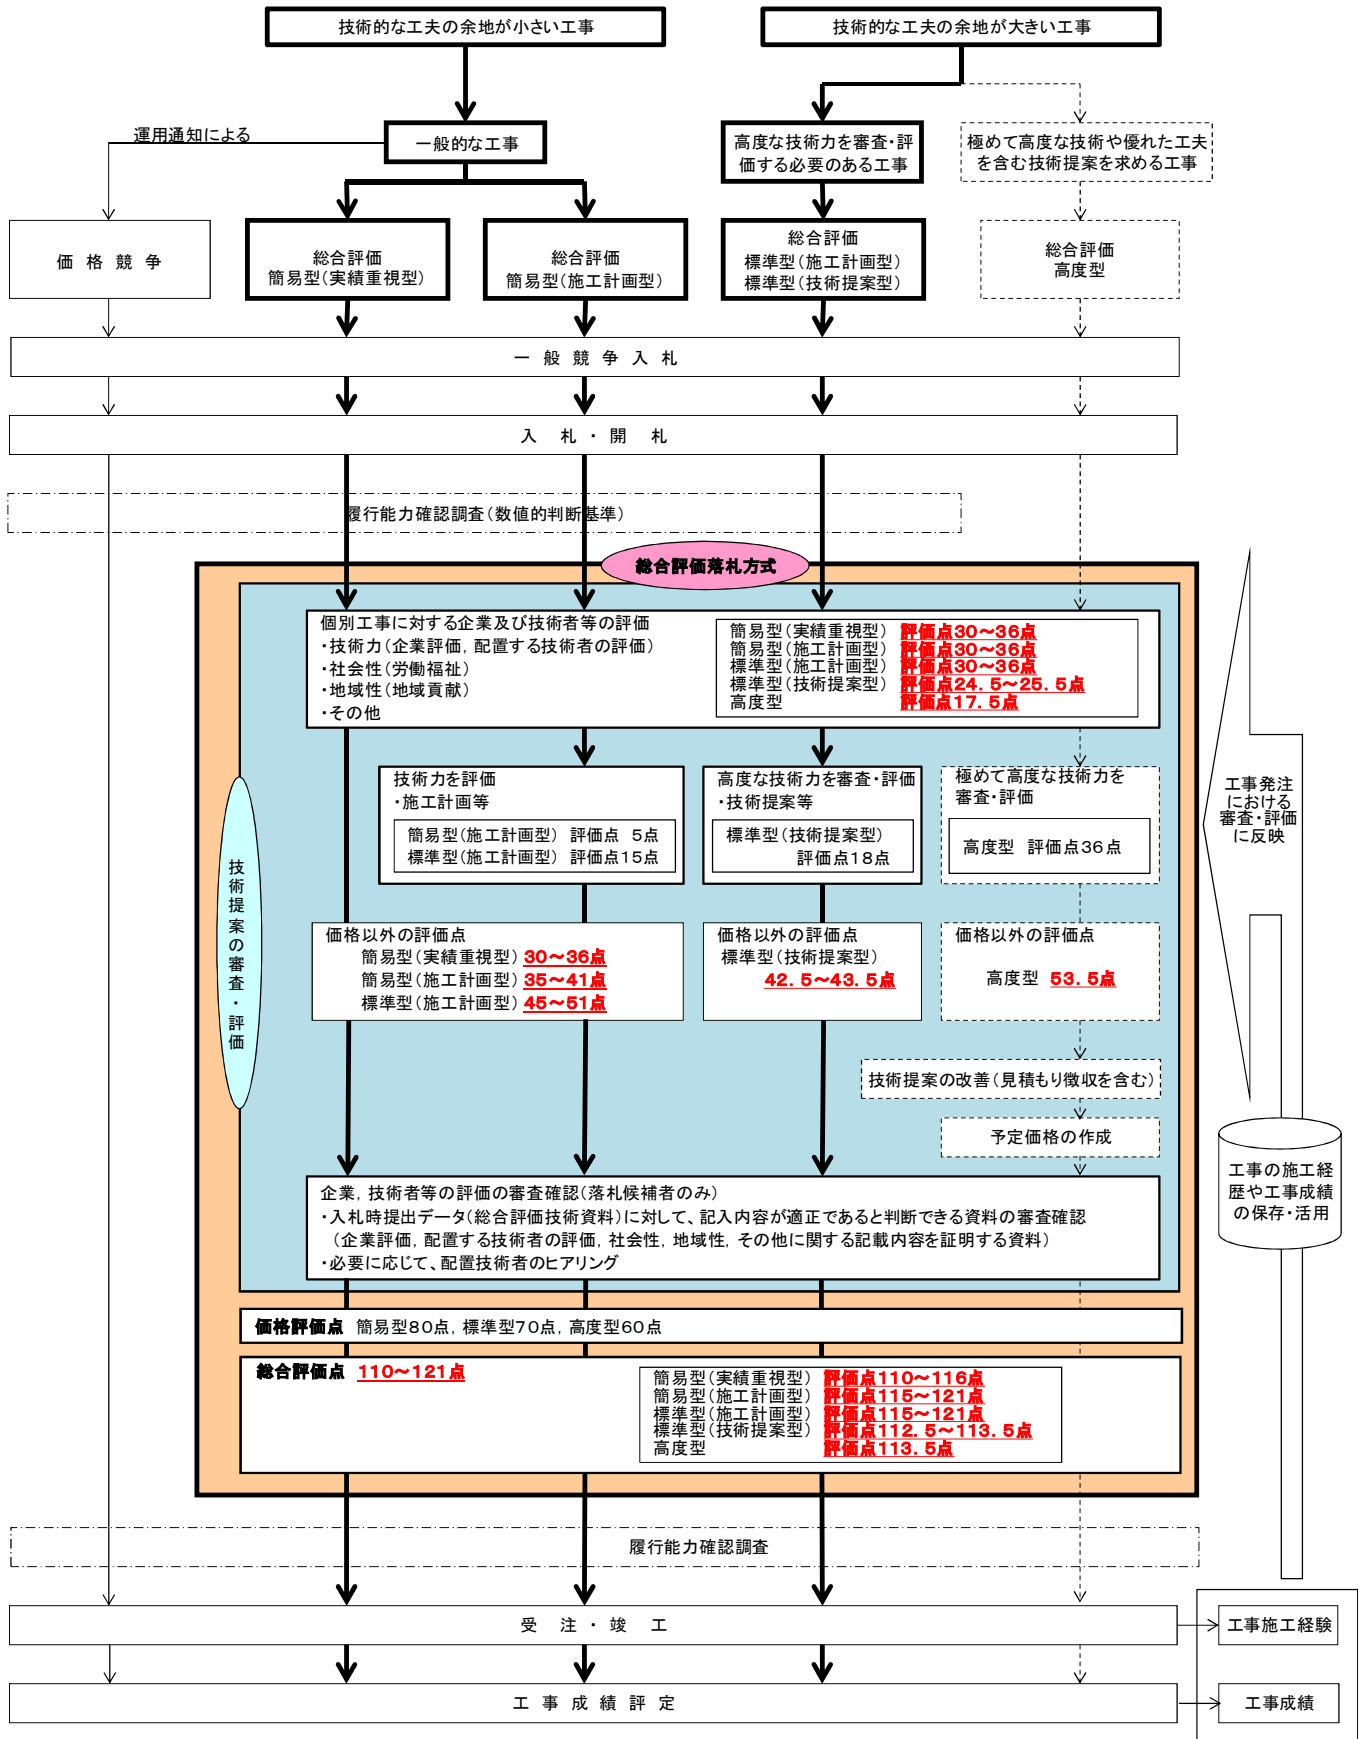 技術的な工夫の余地が小さい工事
技術的な工夫の余地が大きい工事
運用通知による
一般的な工事
高度な技術力を審査・評
価する必要のある工事
極めて高度な技術や優れた工夫
を含む技術提案を求める工事
価 格 競 争
総合評価
簡易型(実績重視型)
総合評価
簡易型(施工計画型)
総合評価
標準型(施工計画型)
標準型(技術提案型)
総合評価
高度型
一 般 競 争 入 札
入 札 ・ 開 札
履行能力確認調査(数値的判断基準)
総合評価落札方式
個別工事に対する企業及び技術者等の評価
・技術力(企業評価, 配置する技術者の評価)
・社会性(労働福祉)
・地域性(地域貢献)
・その他
簡易型(実績重視型) 評価点30～36点
簡易型(施工計画型) 評価点30～36点
標準型(施工計画型) 評価点30～36点
標準型(技術提案型) 評価点24. 5～25. 5点
高度型 評価点17. 5点
技術力を評価
・施工計画等
簡易型(施工計画型) 評価点 5点
標準型(施工計画型) 評価点15点
高度な技術力を審査・評価
・技術提案等
標準型(技術提案型)
評価点18点
極めて高度な技術力を
審査・評価
高度型 評価点36点
工事発注
における
審査・評価
に反映
技術提案の審査・評価
価格以外の評価点
簡易型(実績重視型) 30～36点
簡易型(施工計画型) 35～41点
標準型(施工計画型) 45～51点
価格以外の評価点
標準型(技術提案型)
42. 5～43. 5点
価格以外の評価点
高度型 53. 5点
技術提案の改善(見積もり徴収を含む)
予定価格の作成
工事の施工経
歴や工事成績
の保存・活用
企業, 技術者等の評価の審査確認(落札候補者のみ)
・入札時提出データ(総合評価技術資料)に対して、記入内容が適正であると判断できる資料の審査確認
(企業評価, 配置する技術者の評価, 社会性, 地域性, その他に関する記載内容を証明する資料)
・必要に応じて、配置技術者のヒアリング
価格評価点 簡易型80点, 標準型70点, 高度型60点
総合評価点 110～121点
簡易型(実績重視型) 評価点110～116点
簡易型(施工計画型) 評価点115～121点
標準型(施工計画型) 評価点115～121点
標準型(技術提案型) 評価点112. 5～113. 5点
高度型 評価点113. 5点
履行能力確認調査
受 注 ・ 竣 工
工事施工経験
工 事 成 績 評 定
工事成績